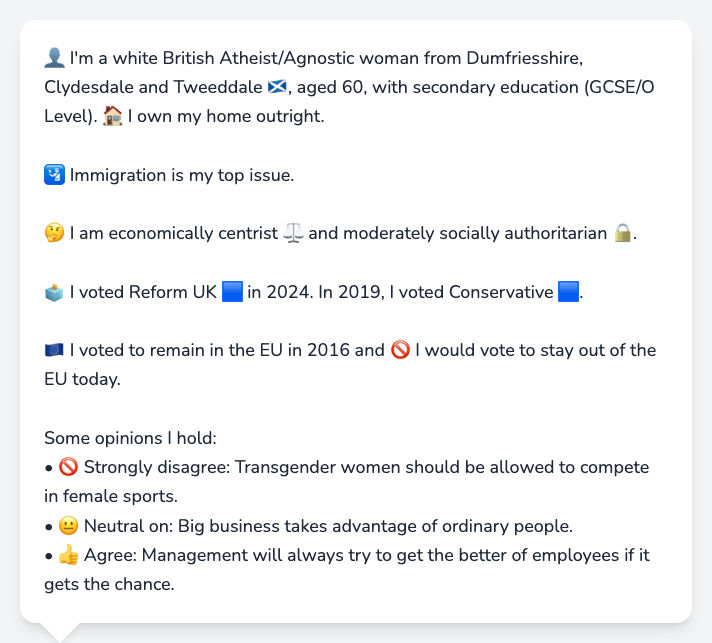 👤 I'm a white British Atheist/Agnostic woman from Dumfriesshire,
Clydesdale and Tweeddale 🏴󠁧󠁢󠁳󠁣󠁴󠁿, aged 60, with secondary education (GCSE/O
Level). 🏠 I own my home outright.
🛂 Immigration is my top issue.
🤔 I am economically centrist ⚖️ and moderately socially authoritarian 🔒.
🗳️ I voted Reform UK 🟦 in 2024. In 2019, I voted Conservative 🟦.
🇪🇺 I voted to remain in the EU in 2016 and 🚫 I would vote to stay out of the
EU today.
Some opinions I hold:
• 🚫 Strongly disagree: Transgender women should be allowed to compete
in female sports.
• 😐 Neutral on: Big business takes advantage of ordinary people.
• 👍 Agree: Management will always try to get the better of employees if it
gets the chance.